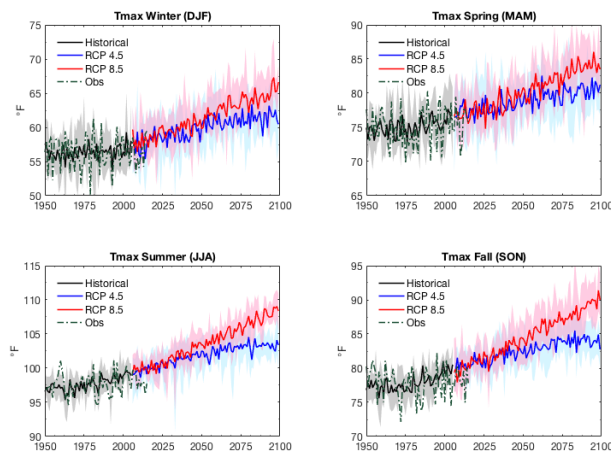 Tmax Winter (DJF)
75
70
65
60
55
50
°F
Historical
RCP 4.5
RCP 8.5
Obs
1950 1975 2000 2025 2050 2075 2100
Tmax Spring (MAM)
90
85
80
75
70
65
°F
Historical
RCP 4.5
RCP 8.5
Obs
1950 1975 2000 2025 2050 2075 2100
Tmax Summer (JJA)
115
110
105
100
95
90
°F
Historical
RCP 4.5
RCP 8.5
Obs
1950 1975 2000 2025 2050 2075 2100
Tmax Fall (SON)
95
90
85
80
75
70
°F
Historical
RCP 4.5
RCP 8.5
Obs
1950 1975 2000 2025 2050 2075 2100